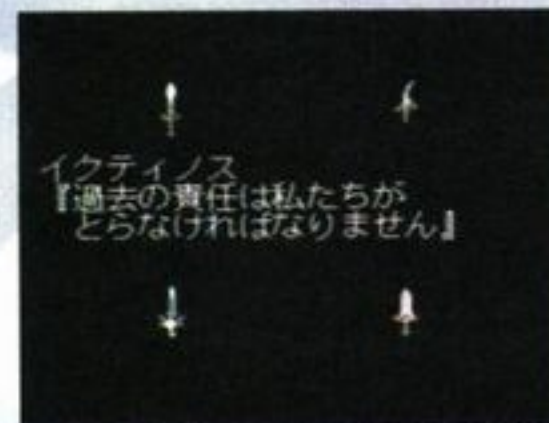 イクティノス
『過去の責任は私たちが
とらなければなりません』